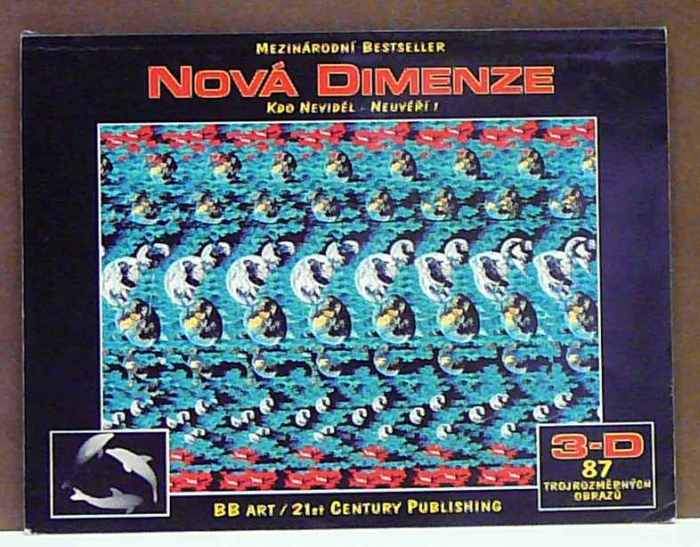 MEZINÁRODNÍ BESTSELLER
NOVÁ DIMENZE
KDO NEVIDĚL - NEUVĚŘÍ !
3-D
87
TROJROZMĚRNÝCH
OBRAZŮ
BB ART / 21ST CENTURY PUBLISHING